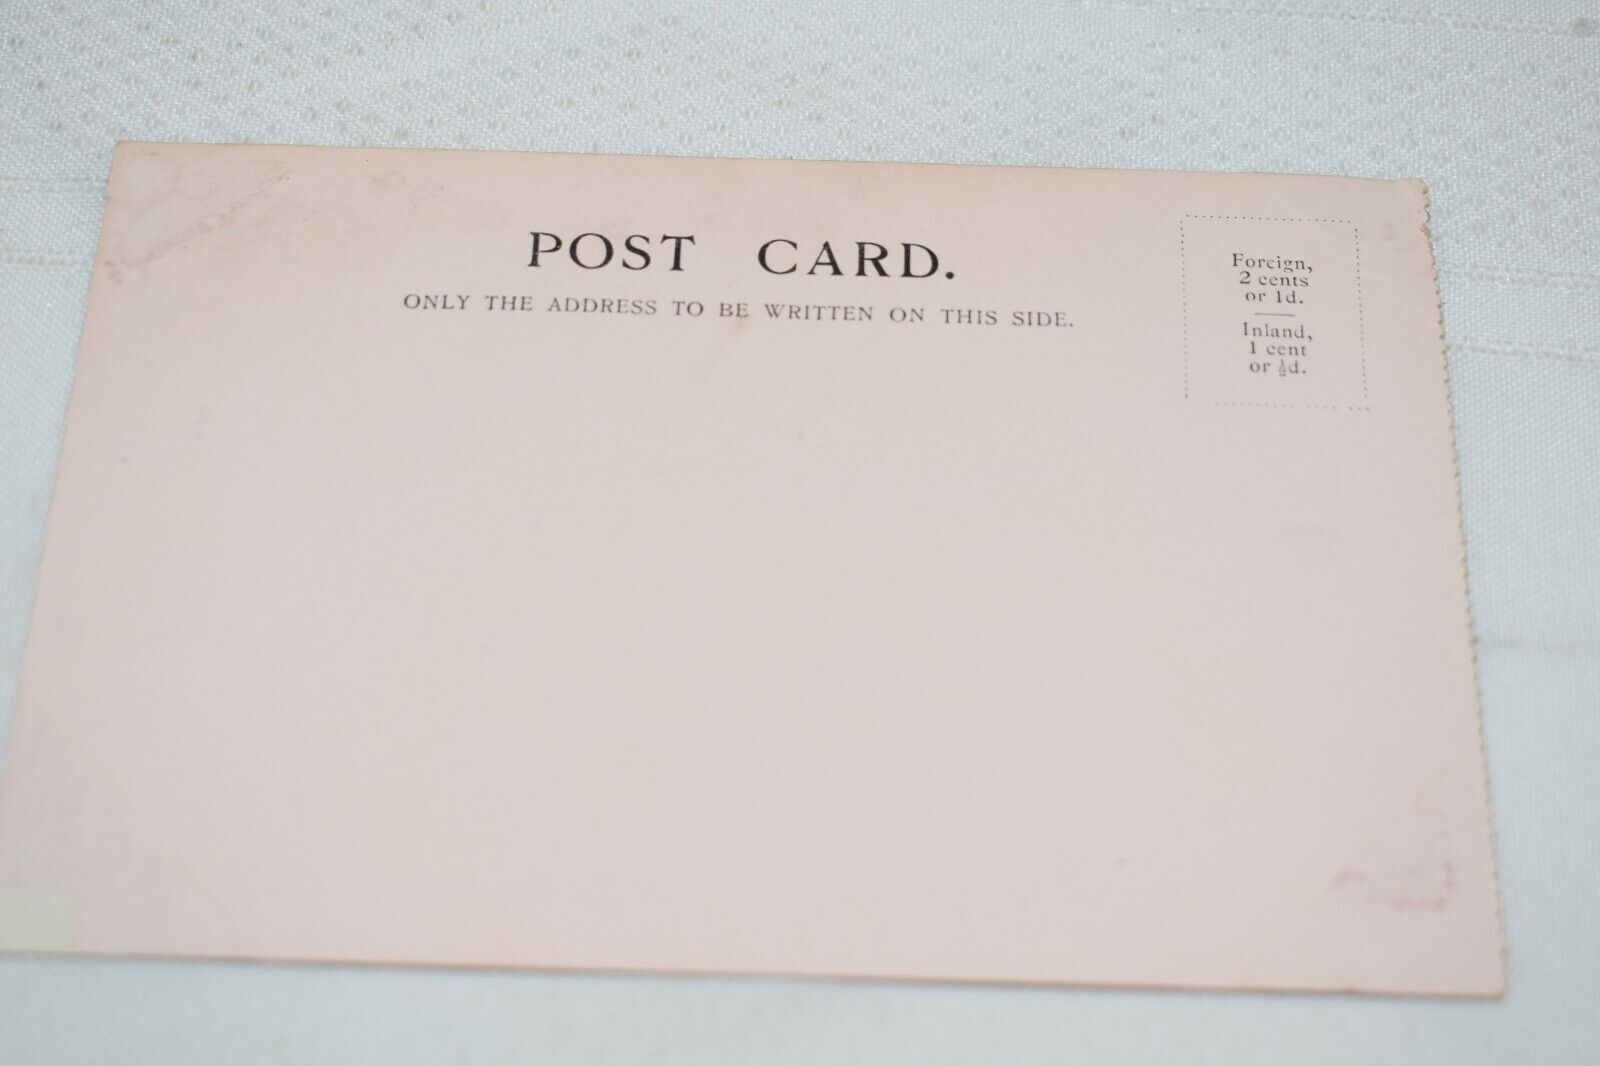 POST CARD.
ONLY THE ADDRESS TO BE WRITTEN ON THIS SIDE.
Foreign,
2 cents
or 1d.
Inland,
1 cent
or ½d.